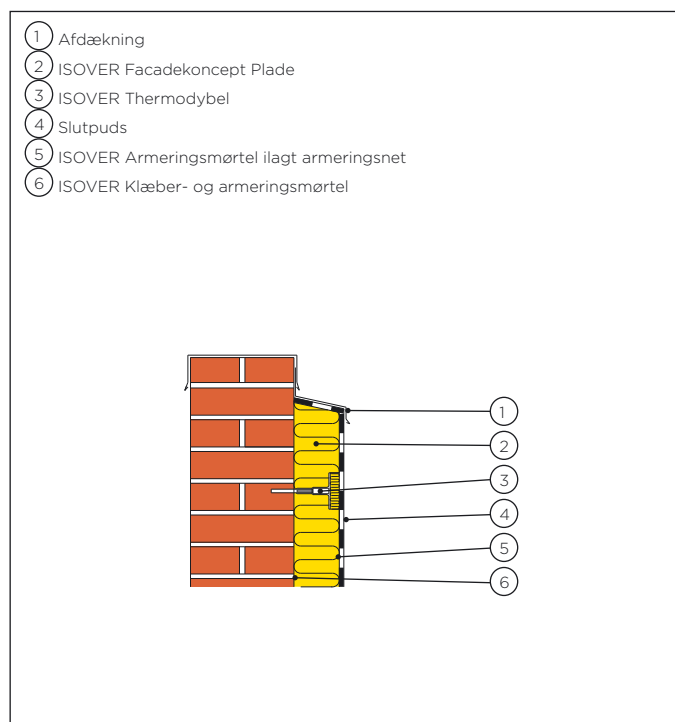 1 Afdækning
2 ISOVER Facadekoncept Plade
3 ISOVER Thermodybel
4 Slutpuds
5 ISOVER Armeringsmørtel ilagt armeringsnet
6 ISOVER Klæber- og armeringsmørtel
1
2
3
4
5
6